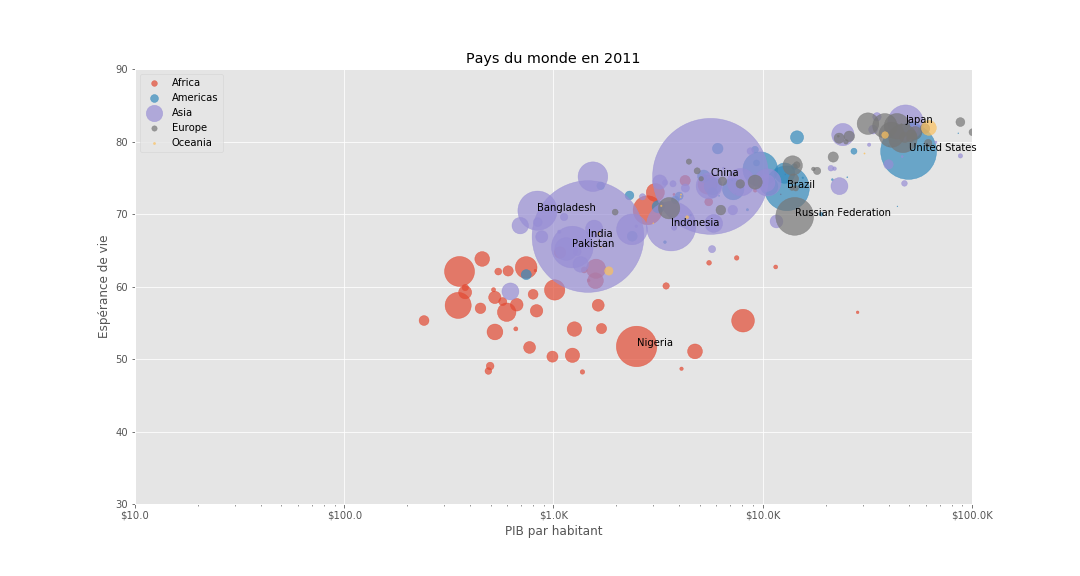 Pays du monde en 2011
Africa
Americas
Asia
Europe
Oceania
90
80
70
60
50
40
30
Espérance de vie
Japan
United States
China
Brazil
Bangladesh
Russian Federation
Indonesia
India
Pakistan
Nigeria
$10.0
$100.0
$1.0K
$10.0K
$100.0K
PIB par habitant